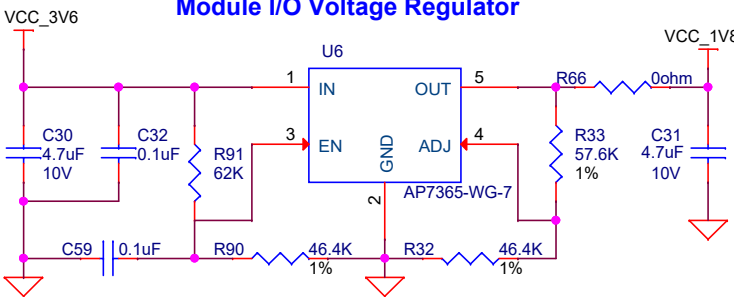 Module I/O Voltage Regulator
VCC_3V6
VCC_1V8
U6
1
IN
OUT
5
R66
0ohm
3
EN
GND
ADJ
4
C30
4.7uF
10V
C32
0.1uF
R91
62K
R33
57.6K
1%
C31
4.7uF
10V
2
AP7365-WG-7
C59
0.1uF
R90
46.4K
1%
R32
46.4K
1%